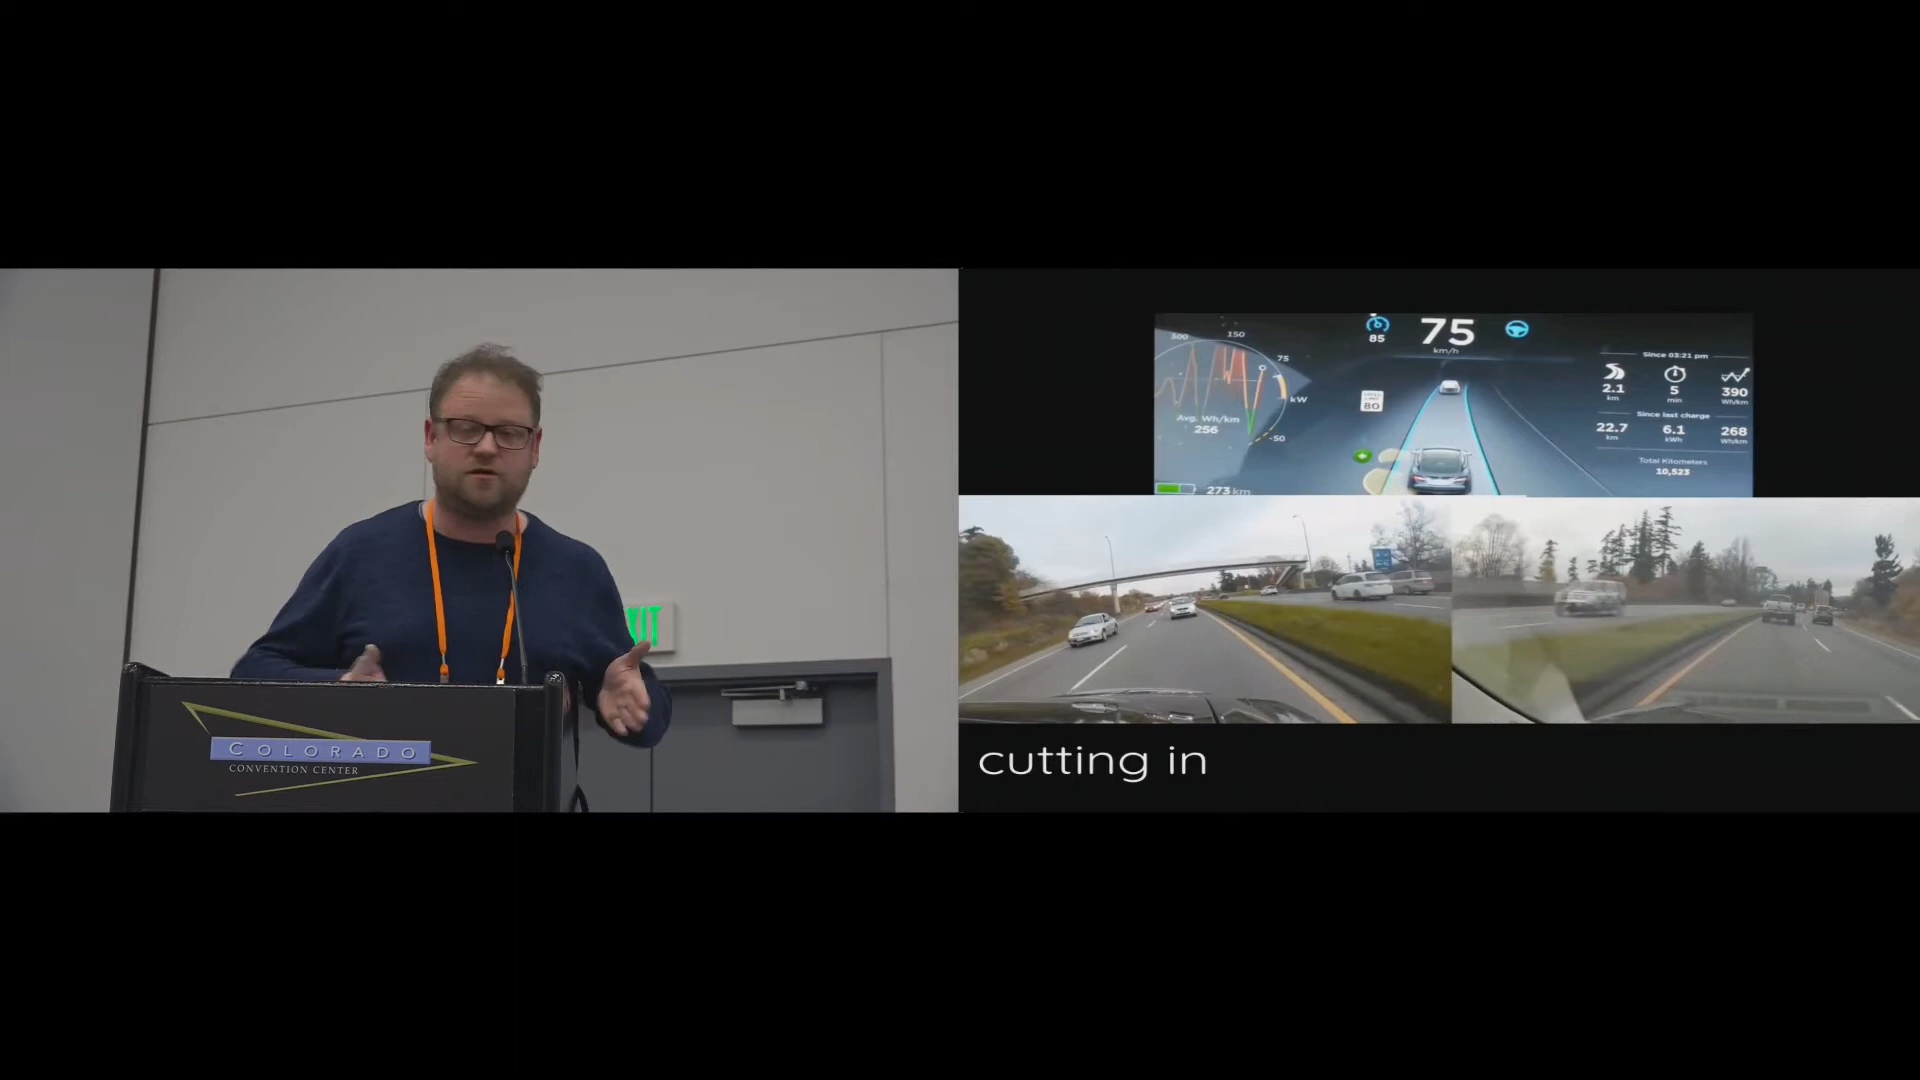 EXIT
COLORADO
CONVENTION CENTER
300
150
75
kW
-50
Avg. Wh/km
256
273 km
85
75
km/h
80
Since 03:21 pm
2.1
km
5
min
390
Wh/km
Since last charge
22.7
km
6.1
kWh
268
Wh/km
Total Kilometers
10,523
cutting in